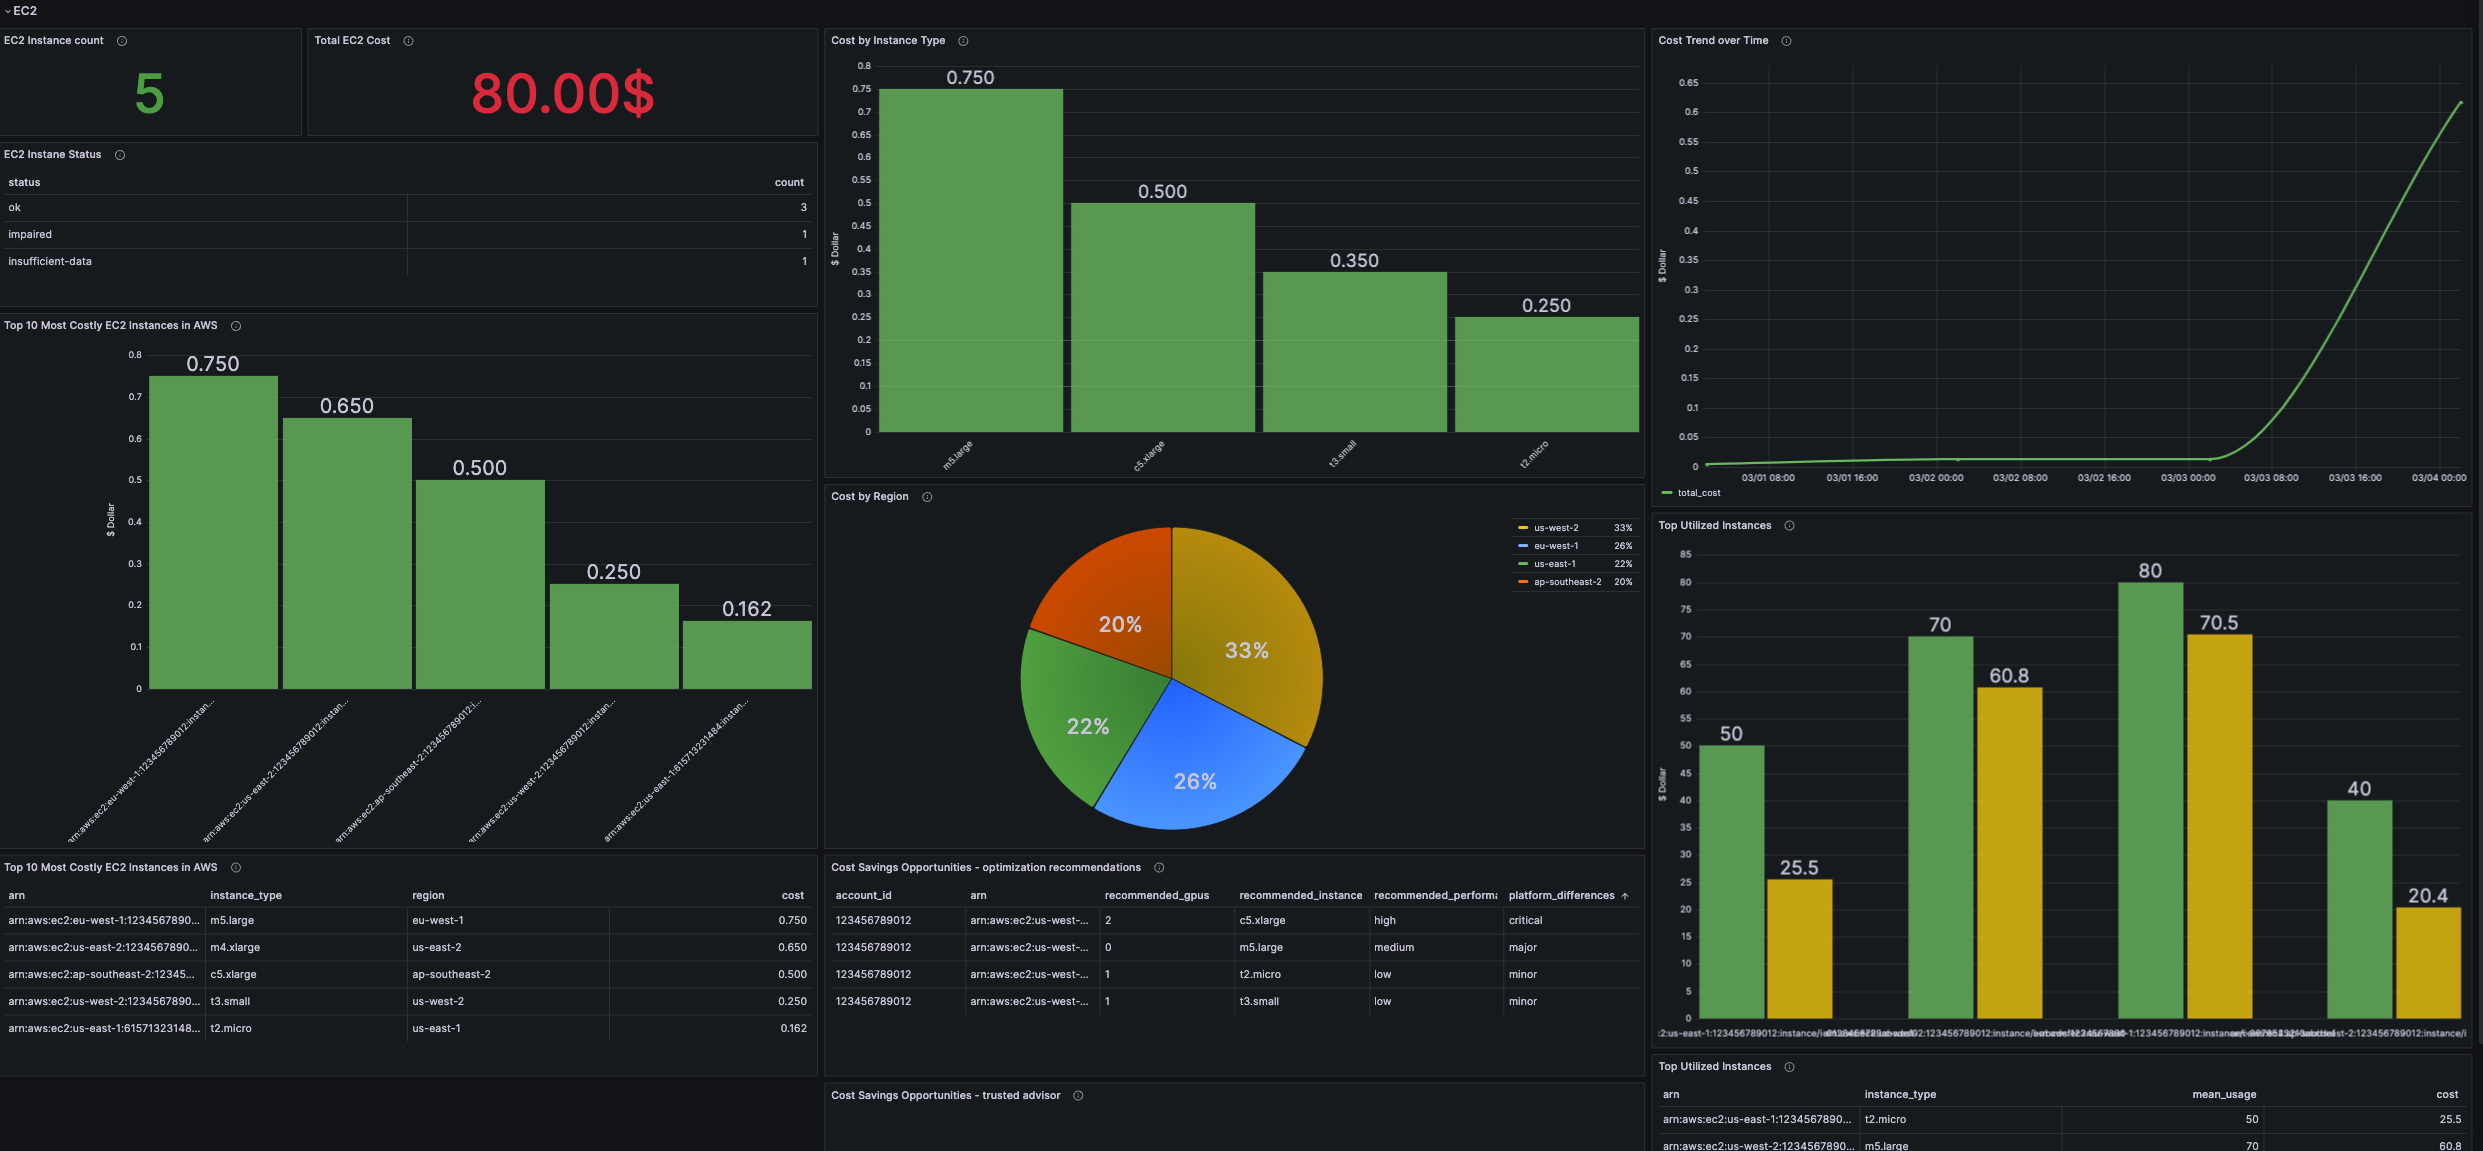 EC2
EC2 Instance count
5
Total EC2 Cost
80.00$
EC2 Instane Status
status count
ok 3
impaired 1
insufficient-data 1
Top 10 Most Costly EC2 Instances in AWS
$ Dollar
0.8
0.7
0.6
0.5
0.4
0.3
0.2
0.1
0
0.750
0.650
0.500
0.250
0.162
arn:aws:ec2:eu-west-1:123456789012:instan...
arn:aws:ec2:us-east-2:123456789012:instan...
arn:aws:ec2:ap-southeast-2:123456789012:i...
arn:aws:ec2:us-west-2:123456789012:instan...
arn:aws:ec2:us-east-1:615713231484:instan...
Top 10 Most Costly EC2 Instances in AWS
arn instance_type region cost
arn:aws:ec2:eu-west-1:1234567890... m5.large eu-west-1 0.750
arn:aws:ec2:us-east-2:1234567890... m4.xlarge us-east-2 0.650
arn:aws:ec2:ap-southeast-2:12345... c5.xlarge ap-southeast-2 0.500
arn:aws:ec2:us-west-2:1234567890... t3.small us-west-2 0.250
arn:aws:ec2:us-east-1:61571323148... t2.micro us-east-1 0.162
Cost by Instance Type
$ Dollar
0.8
0.75
0.7
0.65
0.6
0.55
0.5
0.45
0.4
0.35
0.3
0.25
0.2
0.15
0.1
0.05
0
0.750
0.500
0.350
0.250
m5.large
c5.xlarge
t3.small
t2.micro
Cost by Region
33%
26%
22%
20%
us-west-2 33%
eu-west-1 26%
us-east-1 22%
ap-southeast-2 20%
Cost Savings Opportunities - optimization recommendations
account_id arn recommended_gpus recommended_instance recommended_performa platform_differences
123456789012 arn:aws:ec2:us-west-... 2 c5.xlarge high critical
123456789012 arn:aws:ec2:us-west-... 0 m5.large medium major
123456789012 arn:aws:ec2:us-west-... 1 t2.micro low minor
123456789012 arn:aws:ec2:us-west-... 1 t3.small low minor
Cost Savings Opportunities - trusted advisor
Cost Trend over Time
$ Dollar
0.65
0.6
0.55
0.5
0.45
0.4
0.35
0.3
0.25
0.2
0.15
0.1
0.05
0
03/01 08:00 03/01 16:00 03/02 00:00 03/02 08:00 03/02 16:00 03/03 00:00 03/03 08:00 03/03 16:00 03/04 00:00
total_cost
Top Utilized Instances
$ Dollar
85
80
75
70
65
60
55
50
45
40
35
30
25
20
15
10
5
0
50
25.5
70
60.8
80
70.5
40
20.4
:2:us-east-1:123456789012:instance/i
2:123456789012:instance/
-1:123456789012:instance/
east-2:123456789012:instance/i
Top Utilized Instances
arn instance_type mean_usage cost
arn:aws:ec2:us-east-1:1234567890... t2.micro 50 25.5
arn:aws:ec2:us-west-2:1234567890... m5.large 70 60.8